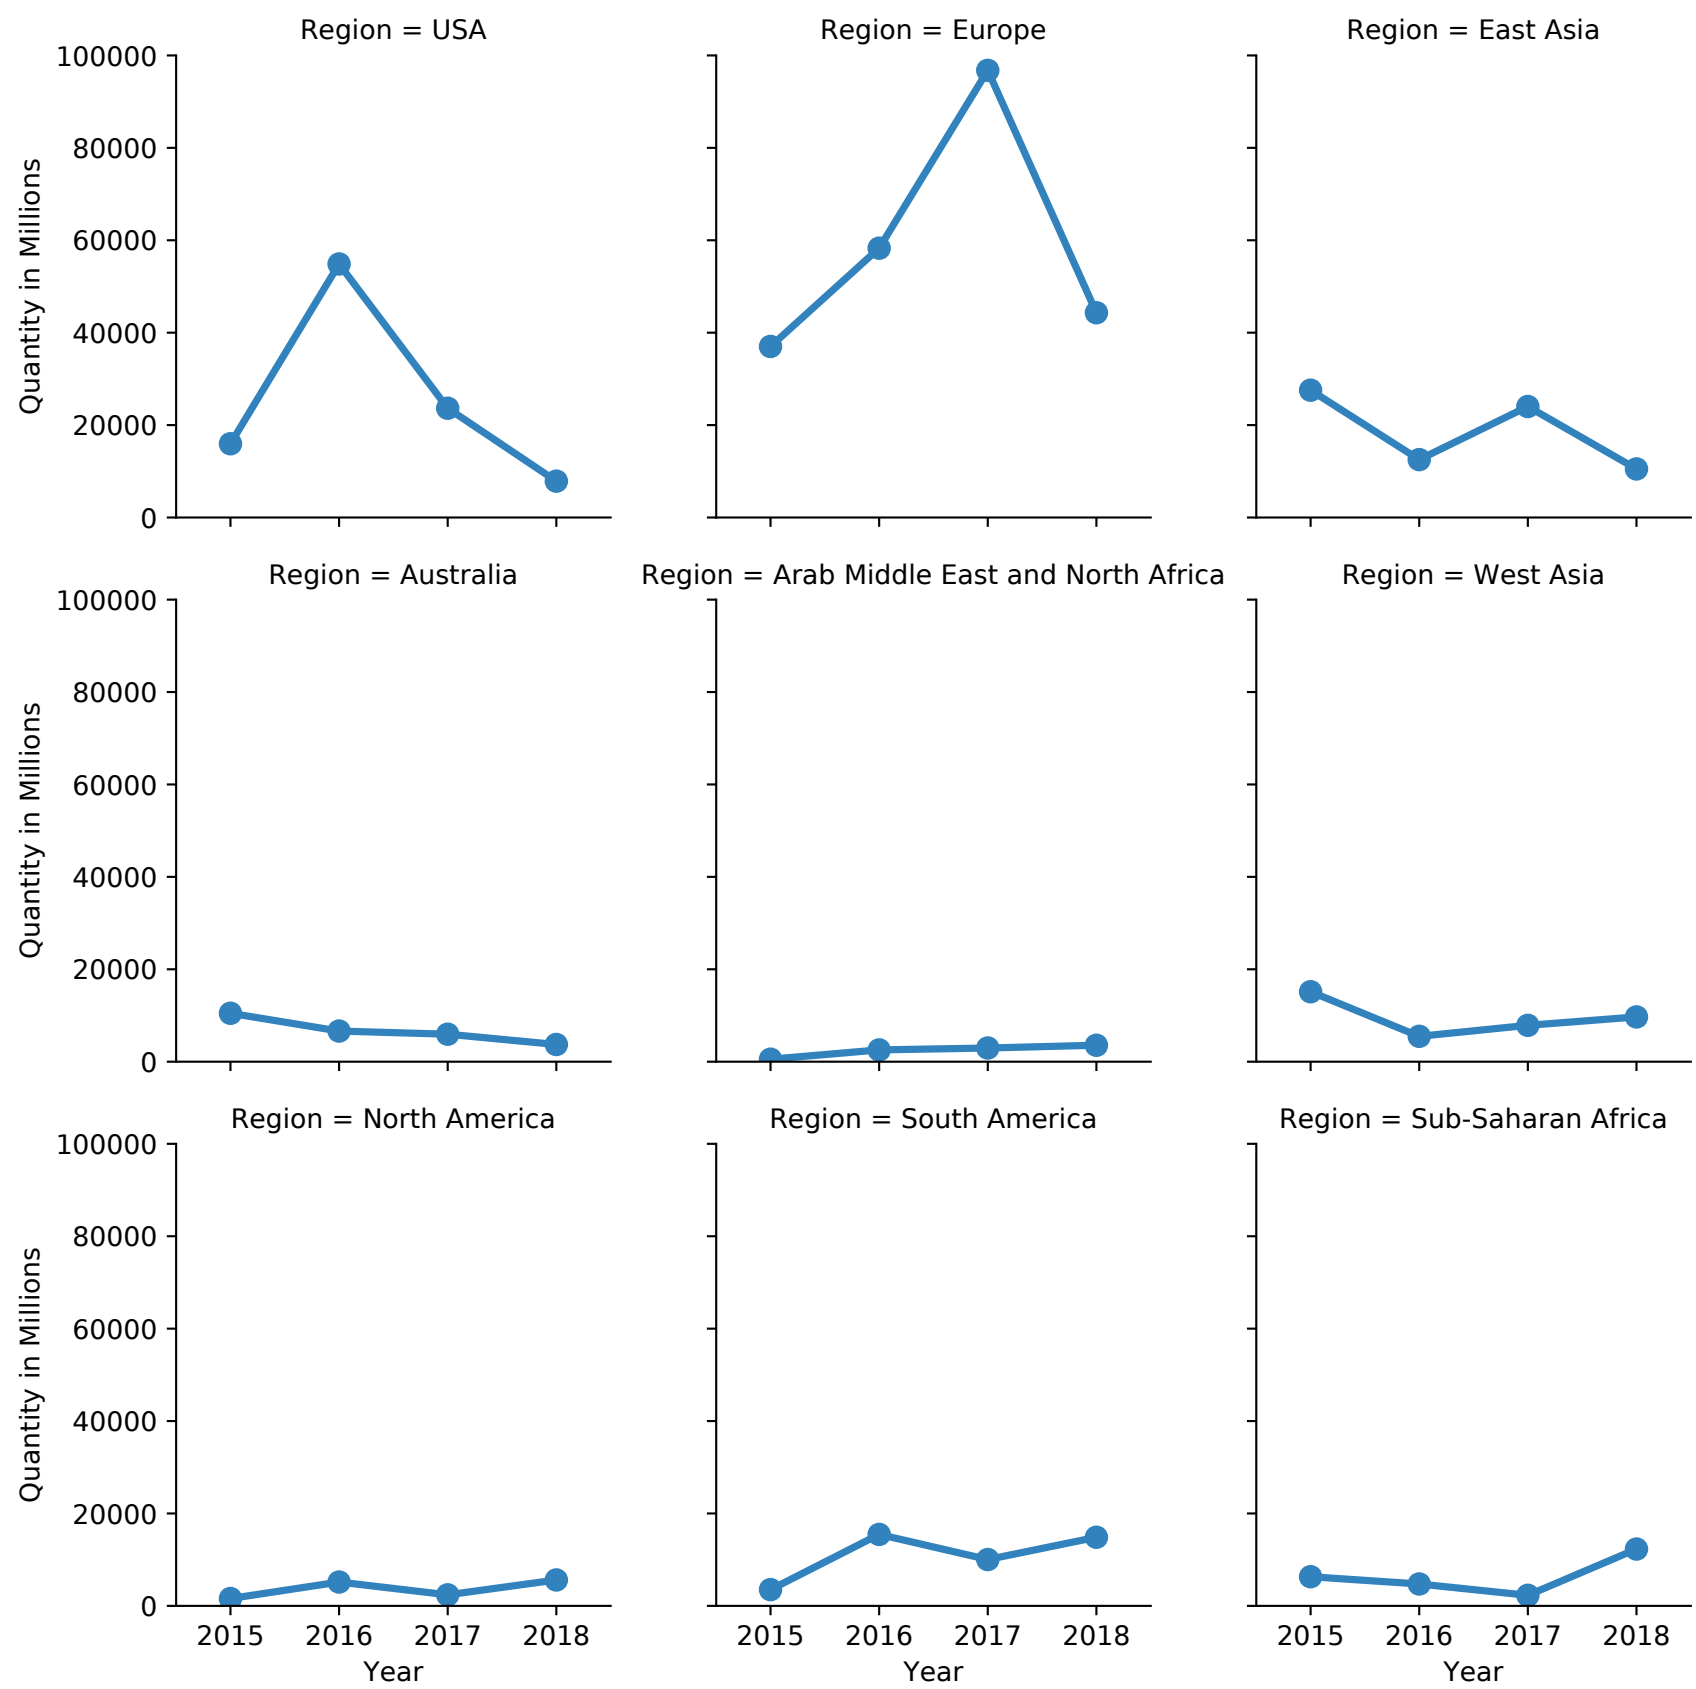 Region = USA
Region = Europe
Region = East Asia
Quantity in Millions
100000
80000
60000
40000
20000
0
Region = Australia
Region = Arab Middle East and North Africa
Region = West Asia
Quantity in Millions
100000
80000
60000
40000
20000
0
Region = North America
Region = South America
Region = Sub-Saharan Africa
Quantity in Millions
100000
80000
60000
40000
20000
0
2015 2016 2017 2018
2015 2016 2017 2018
2015 2016 2017 2018
Year
Year
Year